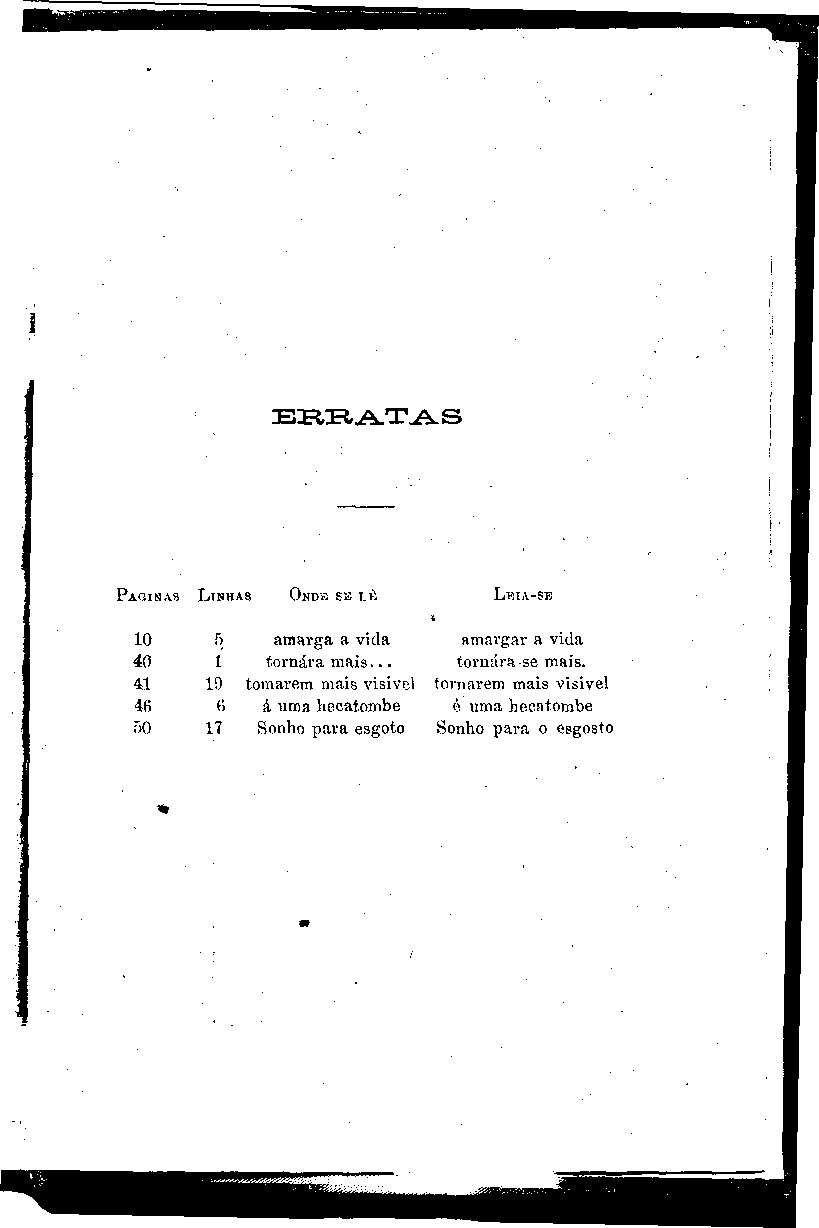 ERRATAS
PAGINAS LINHAS ONDE SE LÊ LEIA-SE
10 5 amarga a vida amargar a vida
40 1 tornára mais... tornára-se mais.
41 19 tomarem mais visivel tornarem mais visivel
46 6 á uma hecatombe é uma hecatombe
50 17 Sonho para esgoto Sonho para o esgosto